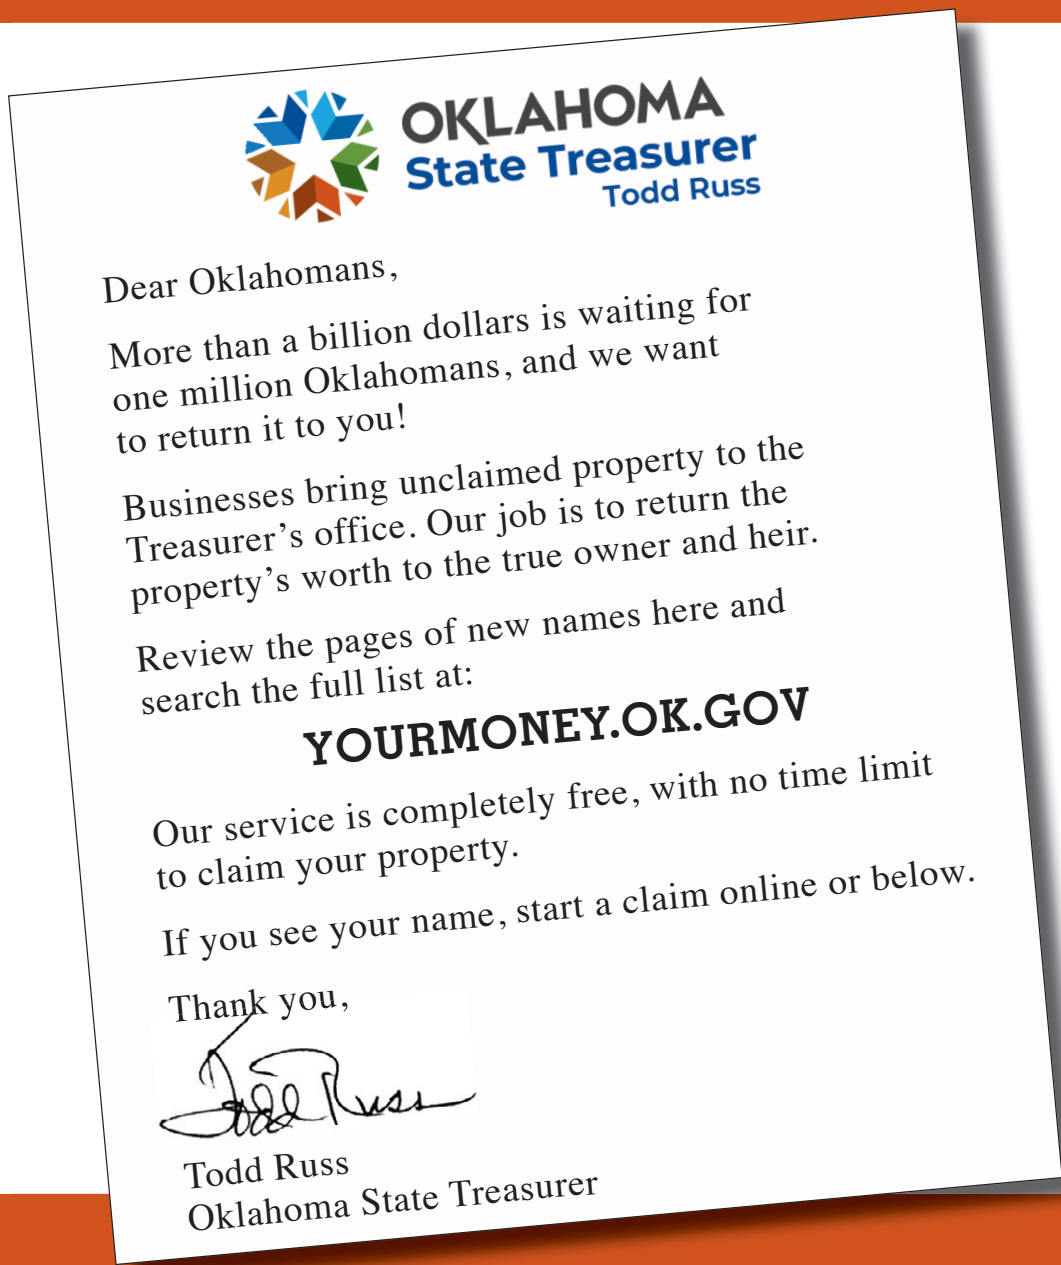 OKLAHOMA
State Treasurer
Todd Russ
Dear Oklahomans,
More than a billion dollars is waiting for
one million Oklahomans, and we want
to return it to you!
Businesses bring unclaimed property to the
Treasurer’s office. Our job is to return the
property’s worth to the true owner and heir.
Review the pages of new names here and
search the full list at:
YOURMONEY.OK.GOV
Our service is completely free, with no time limit
to claim your property.
If you see your name, start a claim online or below.
Thank you,
Todd Russ
Todd Russ
Oklahoma State Treasurer